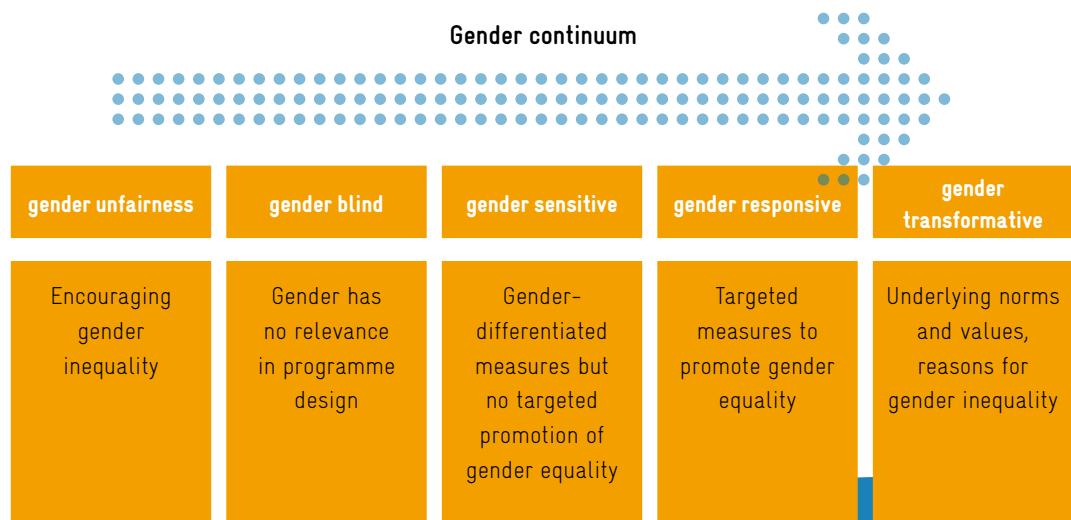 Gender continuum
gender unfairness
gender blind
gender sensitive
gender responsive
gender
transformative
Encouraging
gender
inequality
Gender has
no relevance
in programme
design
Gender-
differentiated
measures but
no targeted
promotion of
gender equality
Targeted
measures to
promote gender
equality
Underlying norms
and values,
reasons for
gender inequality